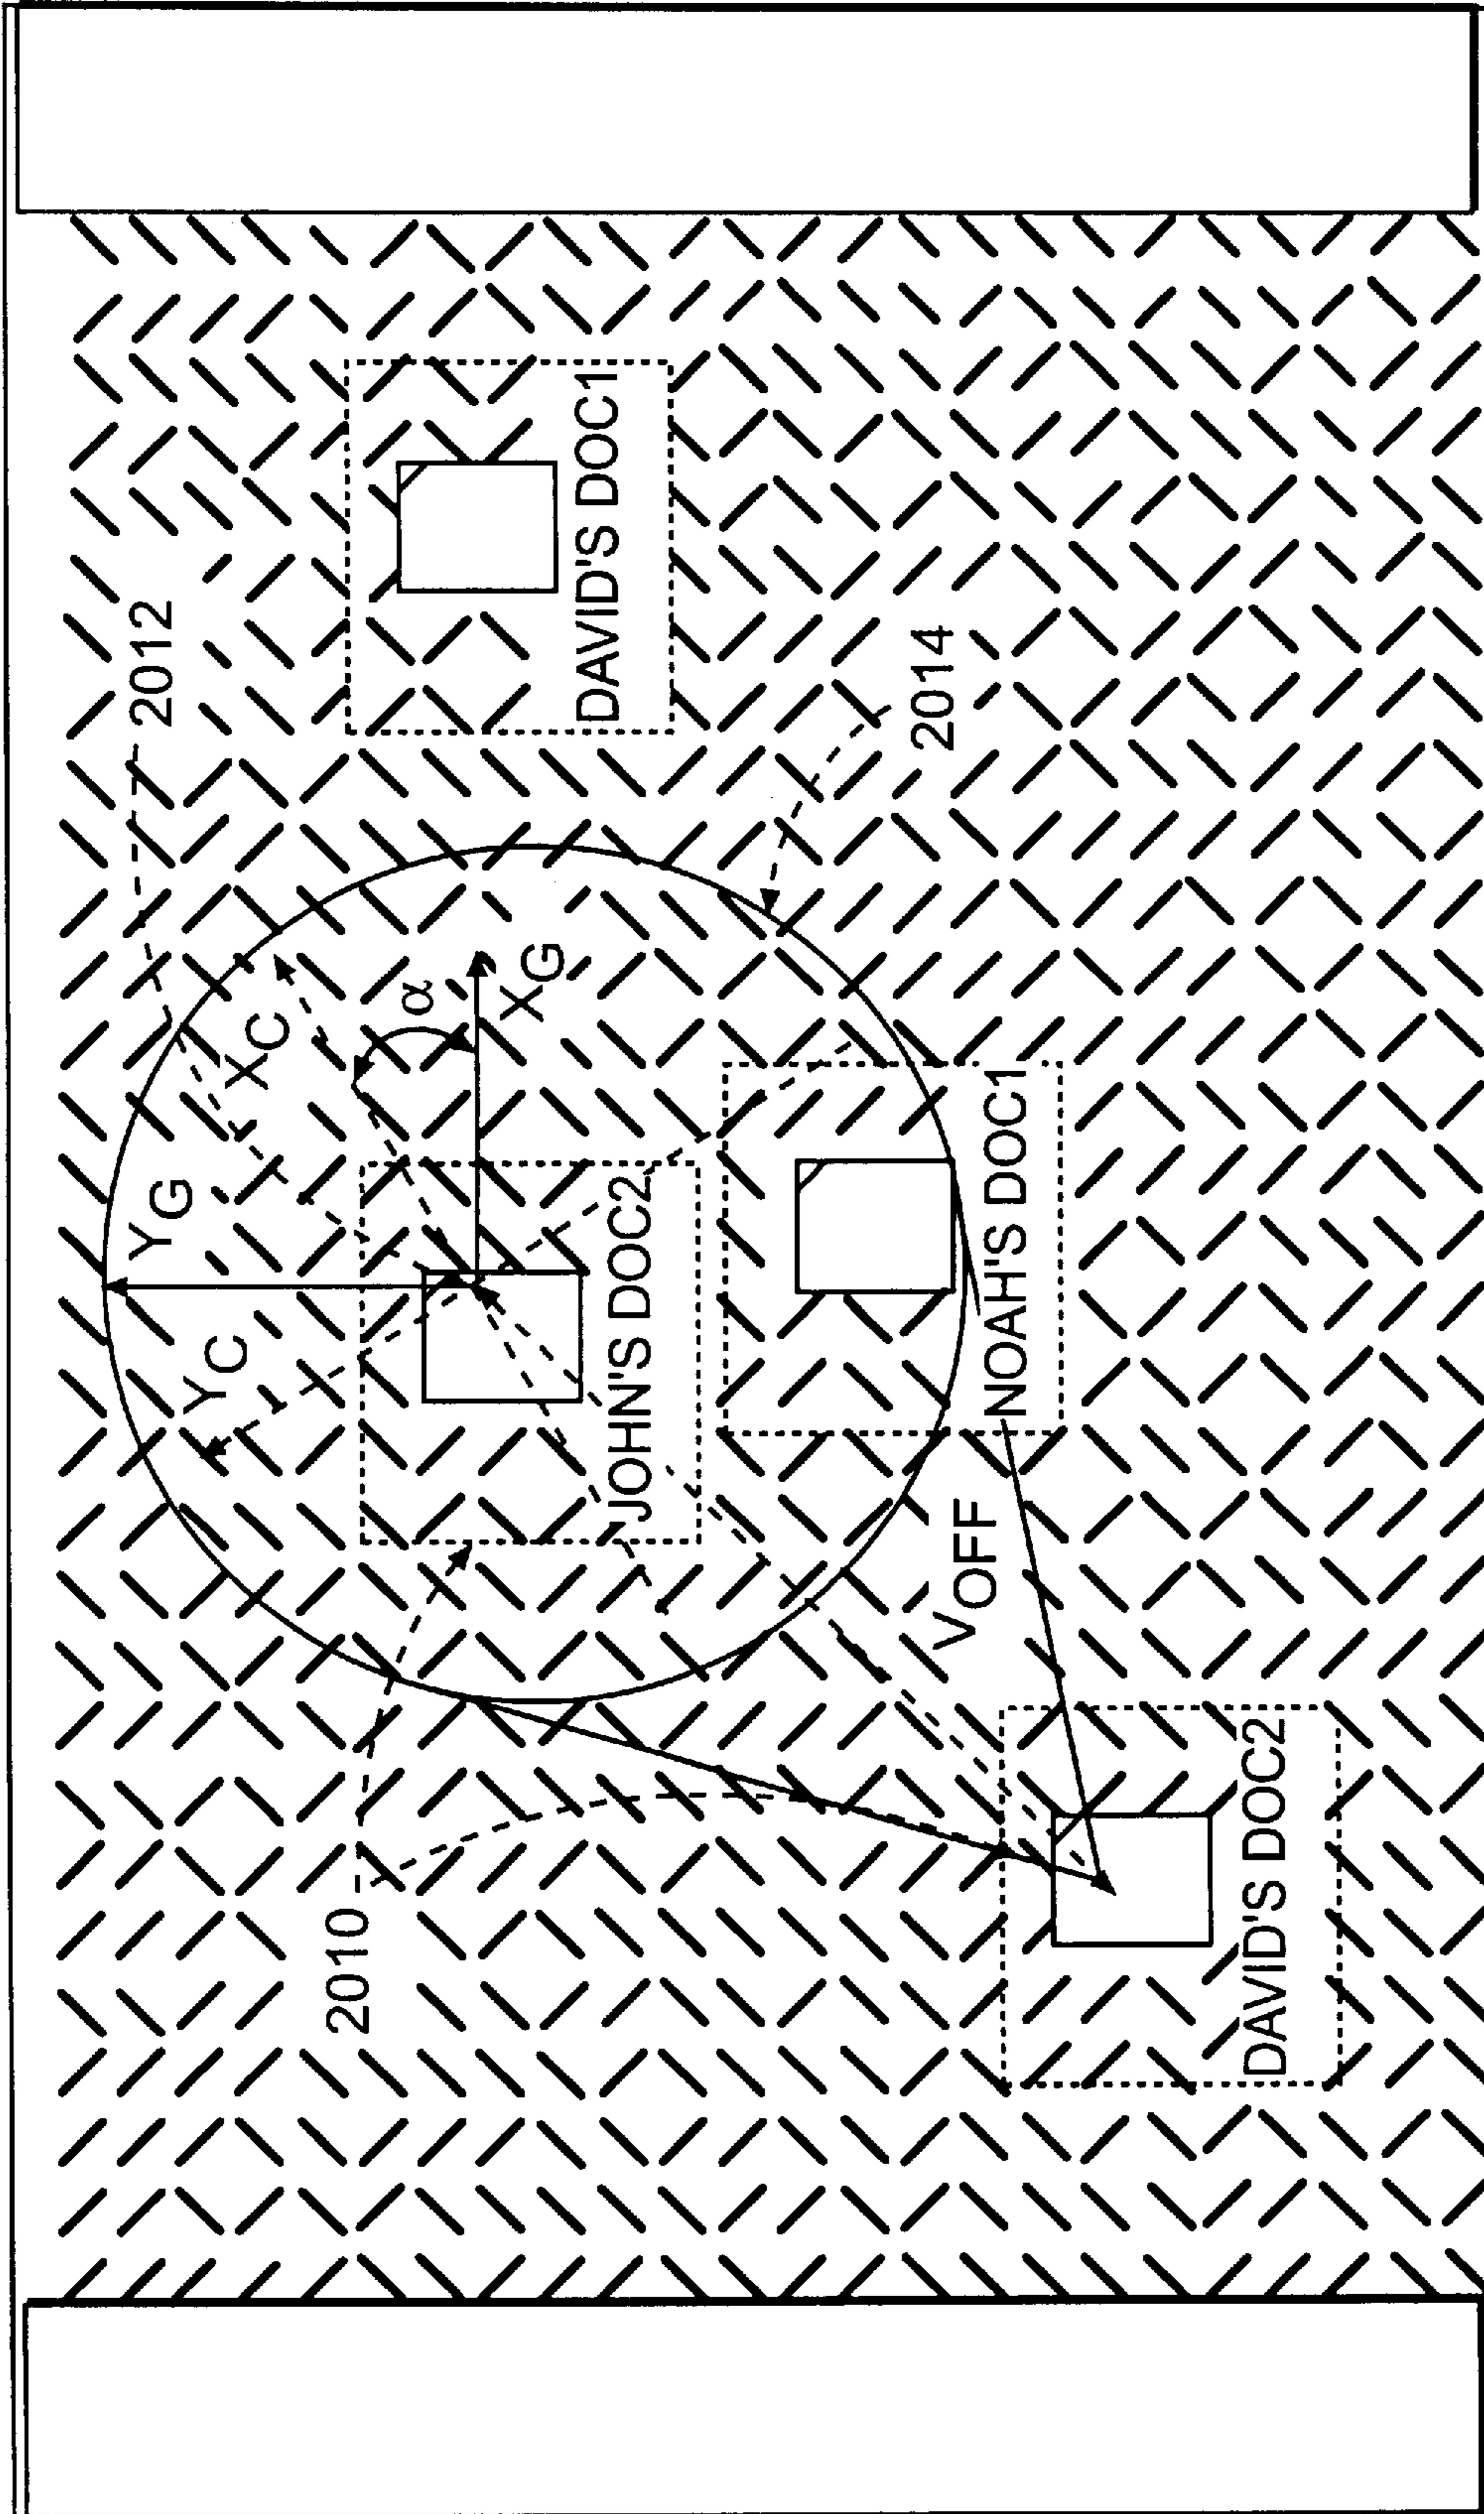 2012
DAVID'S DOC1
2014
XC
α
XG
YG
YC
JOHN'S DOC2
NOAH'S DOC1
VOFF
2010
DAVID'S DOC2